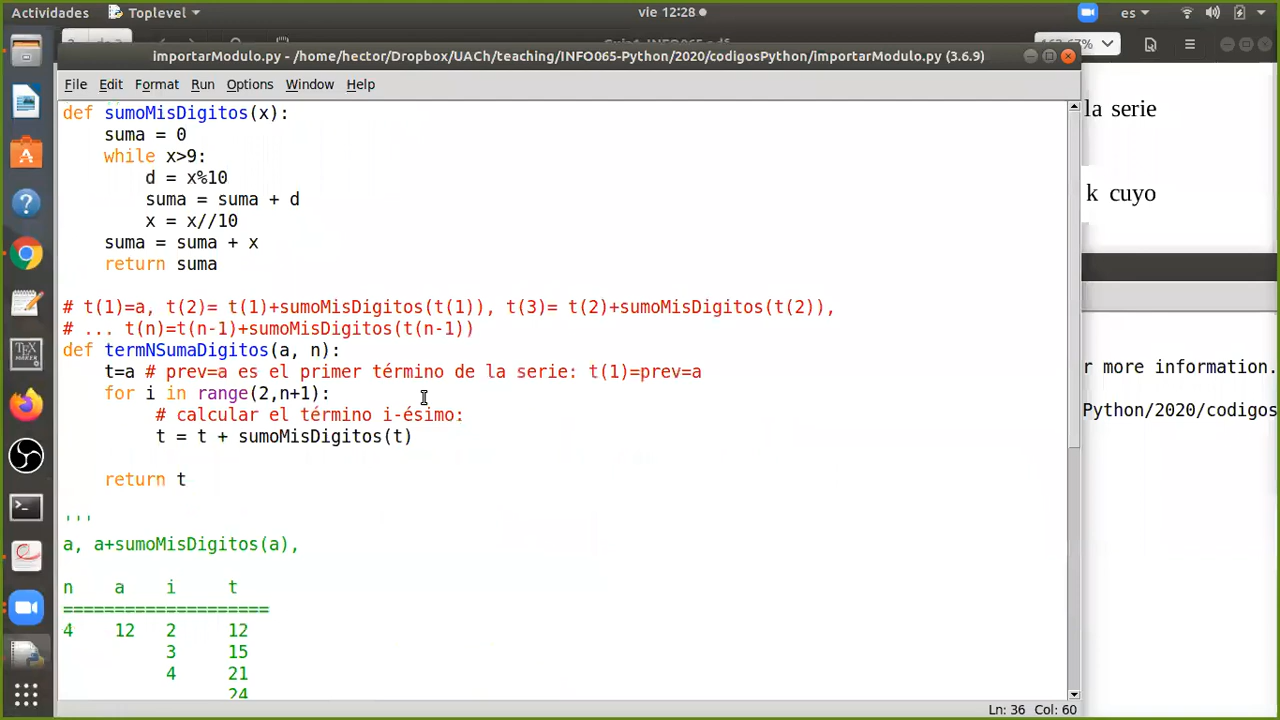 Actividades
Toplevel
vie 12:28
es
importarModulo.py - /home/hector/Dropbox/UACh/teaching/INFO065-Python/2020/codigosPython/importarModulo.py (3.6.9)
File Edit Format Run Options Window Help
def sumoMisDigitos(x):
suma = 0
while x>9:
d = x%10
suma = suma + d
x = x//10
suma = suma + x
return suma
# t(1)=a, t(2)= t(1)+sumoMisDigitos(t(1)), t(3)= t(2)+sumoMisDigitos(t(2)),
# ... t(n)=t(n-1)+sumoMisDigitos(t(n-1))
def termNSumaDigitos(a, n):
t=a # prev=a es el primer término de la serie: t(1)=prev=a
for i in range(2,n+1):
# calcular el término i-ésimo:
t = t + sumoMisDigitos(t)
return t
'''
a, a+sumoMisDigitos(a),
n a i t
====================
4 12 2 12
3 15
4 21
24
Ln: 36 Col: 60
la serie
k cuyo
r more information.
Python/2020/codigos